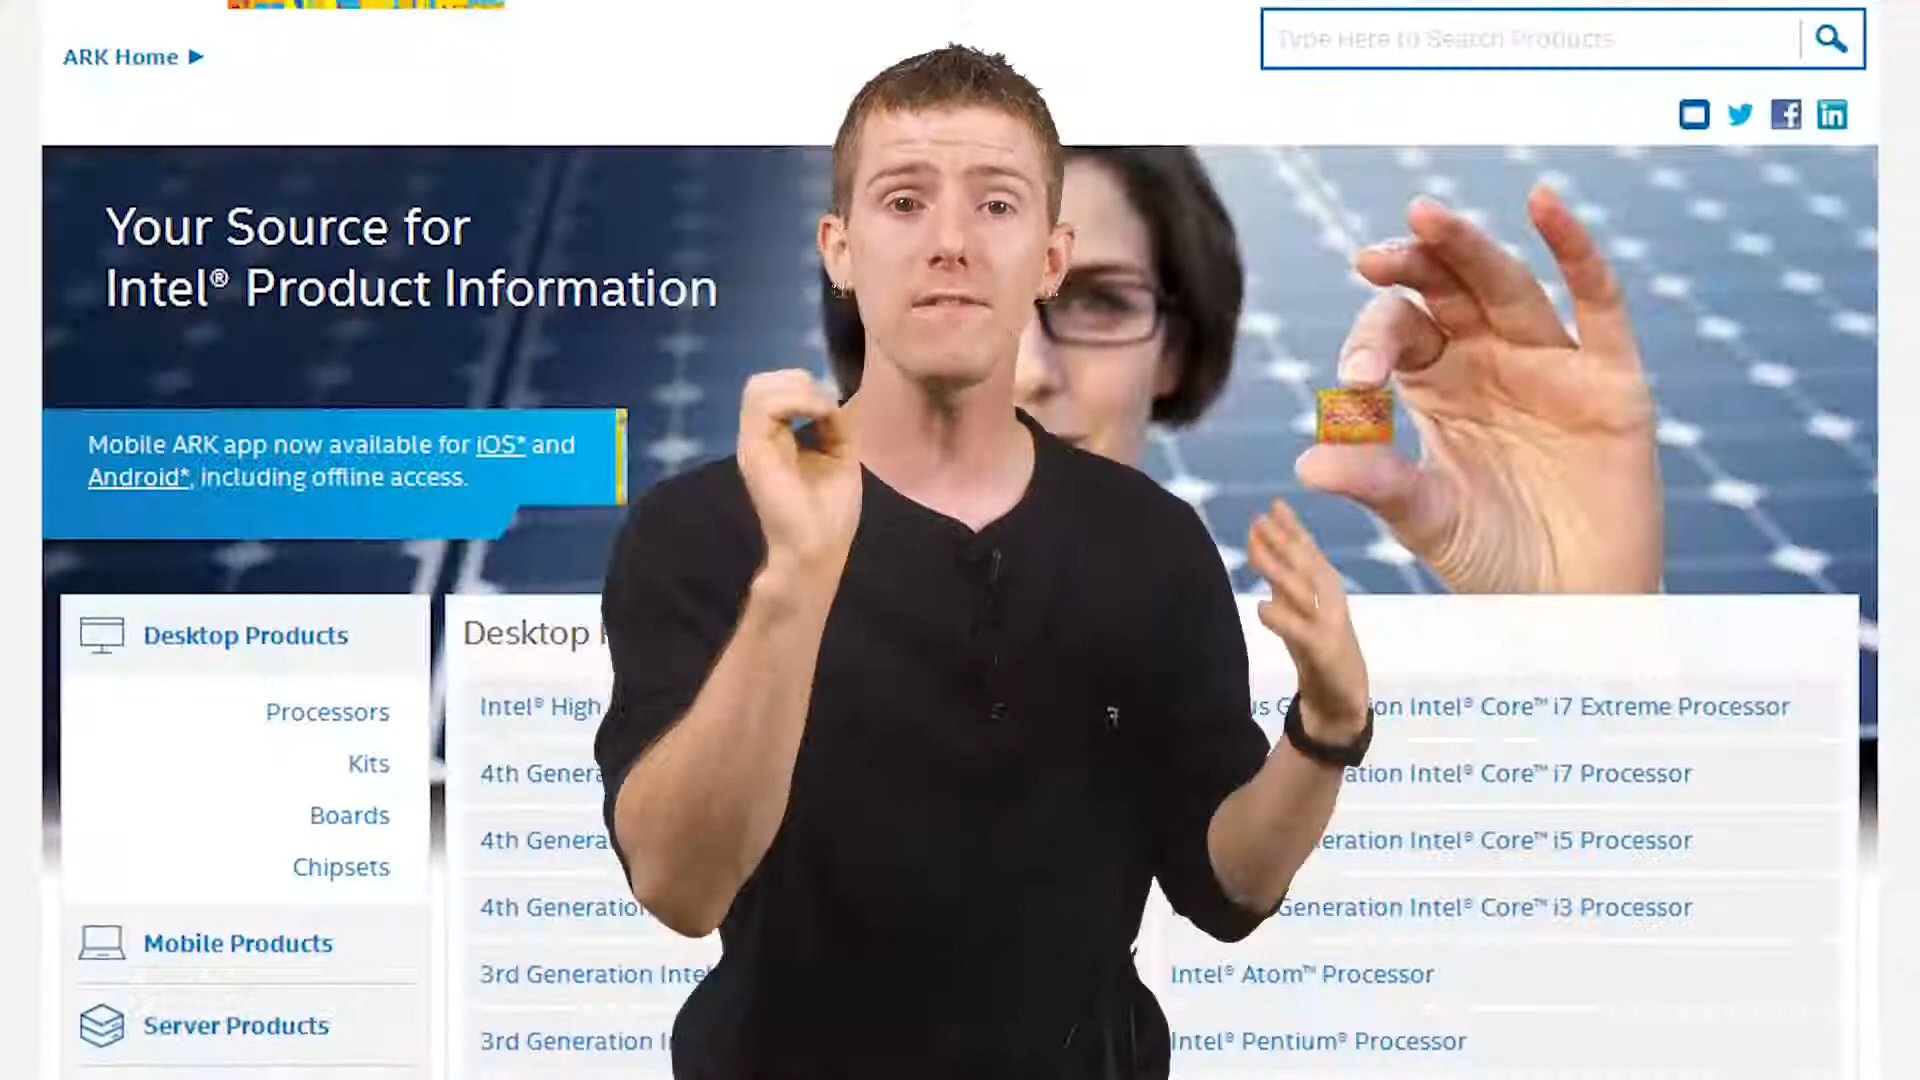 ARK Home
Type Here to Search Products
Your Source for
Intel® Product Information
Mobile ARK app now available for iOS* and
Android*, including offline access.
Desktop Products
Processors
Kits
Boards
Chipsets
Mobile Products
Server Products
Desktop
Intel® High
4th Genera
4th Genera
4th Generation
3rd Generation Inte
3rd Generation I
us G on Intel® Core™ i7 Extreme Processor
ation Intel® Core™ i7 Processor
eration Intel® Core™ i5 Processor
Generation Intel® Core™ i3 Processor
Intel® Atom™ Processor
Intel® Pentium® Processor